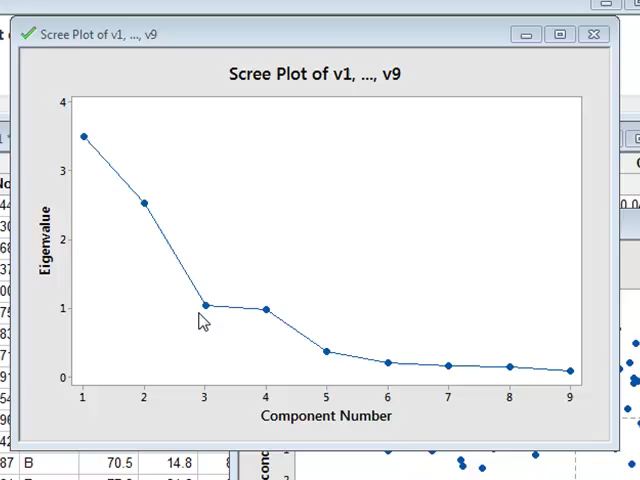 Scree Plot of v1, ..., v9
Scree Plot of v1, ..., v9
4
3
2
1
0
Eigenvalue
1 2 3 4 5 6 7 8 9
Component Number
87 B 70.5 14.8